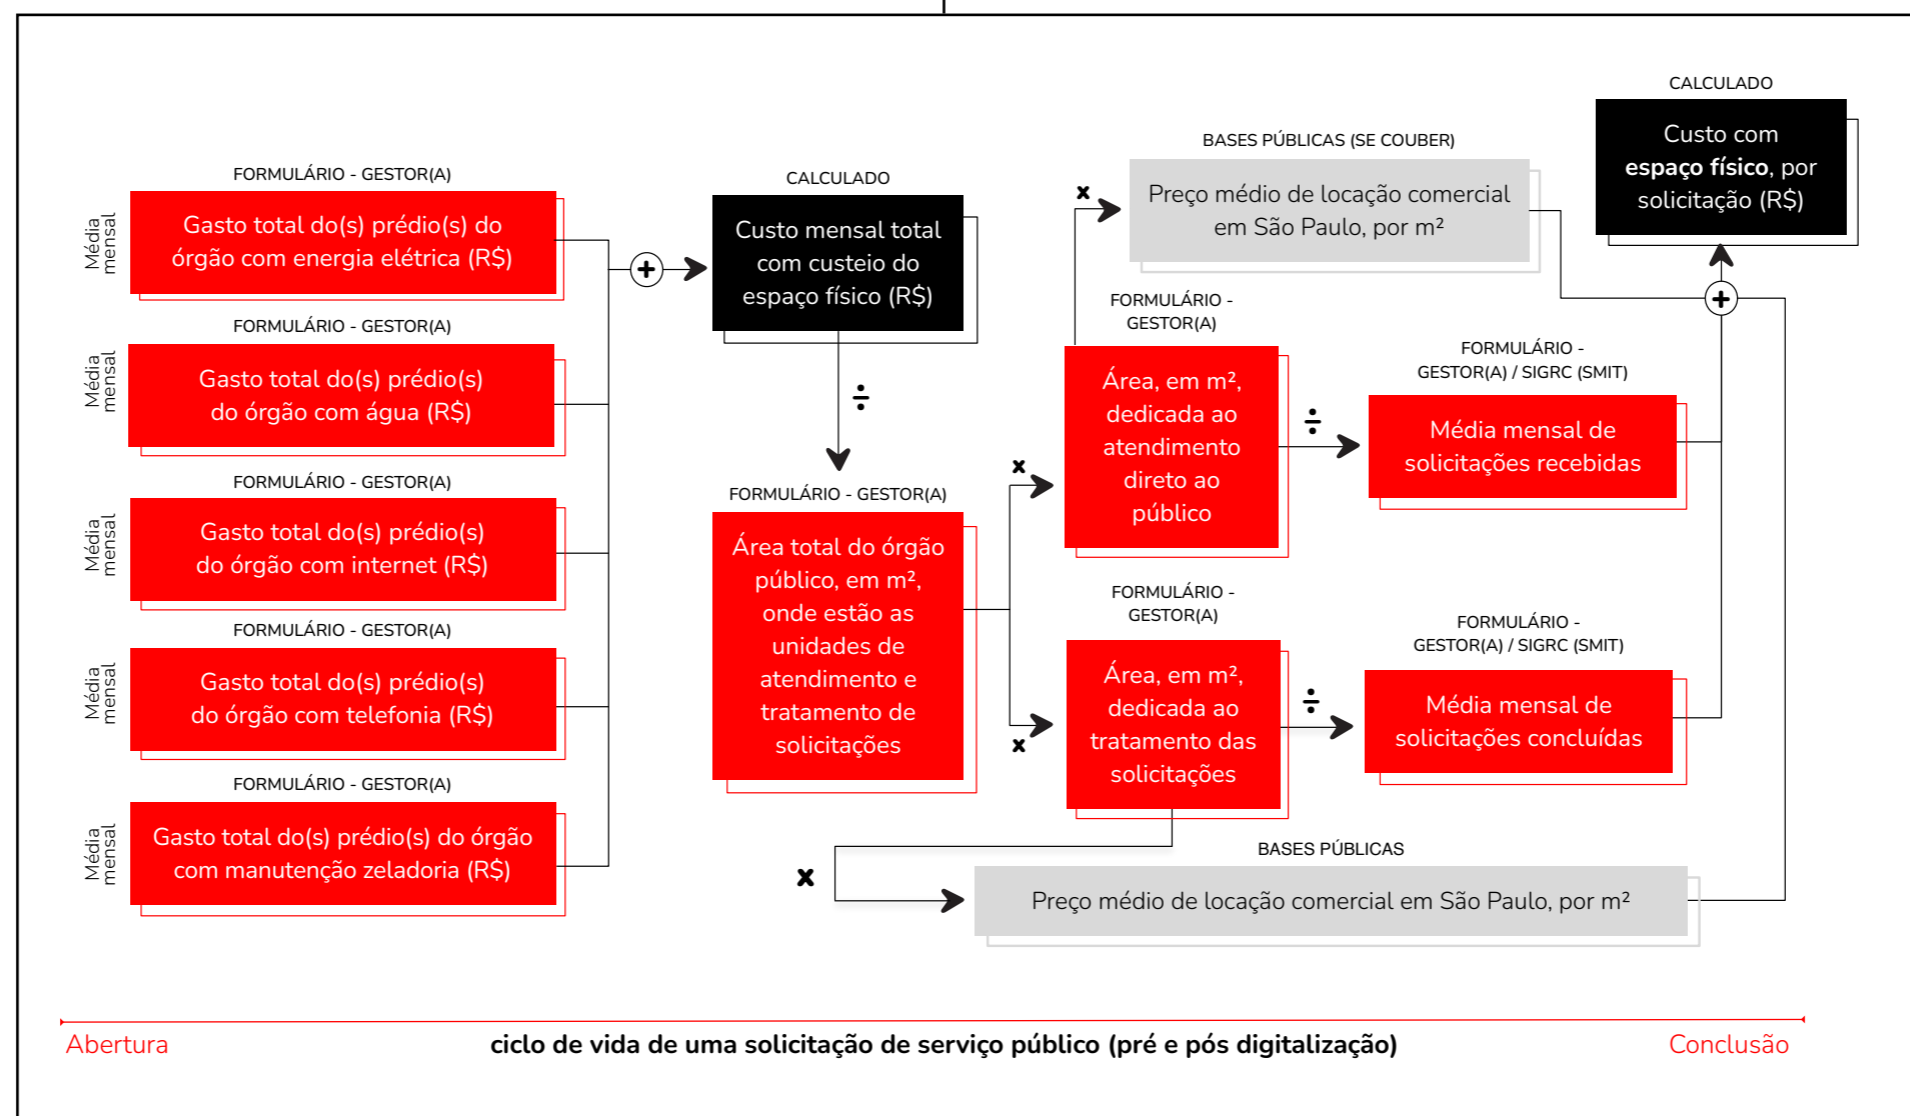 FORMULÁRIO - GESTOR(A)
Média
mensal
Gasto total do(s) prédio(s) do
órgão com energia elétrica (R$)
FORMULÁRIO - GESTOR(A)
Média
mensal
Gasto total do(s) prédio(s)
do órgão com água (R$)
FORMULÁRIO - GESTOR(A)
Média
mensal
Gasto total do(s) prédio(s)
do órgão com internet (R$)
FORMULÁRIO - GESTOR(A)
Média
mensal
Gasto total do(s) prédio(s)
do órgão com telefonia (R$)
FORMULÁRIO - GESTOR(A)
Média
mensal
Gasto total do(s) prédio(s) do órgão
com manutenção zeladoria (R$)
+
CALCULADO
Custo mensal total
com custeio do
espaço físico (R$)
÷
FORMULÁRIO - GESTOR(A)
Área total do órgão
público, em m²,
onde estão as
unidades de
atendimento e
tratamento de
solicitações
x
x
BASES PÚBLICAS (SE COUBER)
x
Preço médio de locação comercial
em São Paulo, por m²
FORMULÁRIO -
GESTOR(A)
Área, em m²,
dedicada ao
atendimento
direto ao
público
÷
FORMULÁRIO -
GESTOR(A) / SIGRC (SMIT)
Média mensal de
solicitações recebidas
FORMULÁRIO -
GESTOR(A)
Área, em m²,
dedicada ao
tratamento das
solicitações
÷
FORMULÁRIO -
GESTOR(A) / SIGRC (SMIT)
Média mensal de
solicitações concluídas
x
BASES PÚBLICAS
Preço médio de locação comercial em São Paulo, por m²
+
CALCULADO
Custo com
espaço físico, por
solicitação (R$)
Abertura
ciclo de vida de uma solicitação de serviço público (pré e pós digitalização)
Conclusão